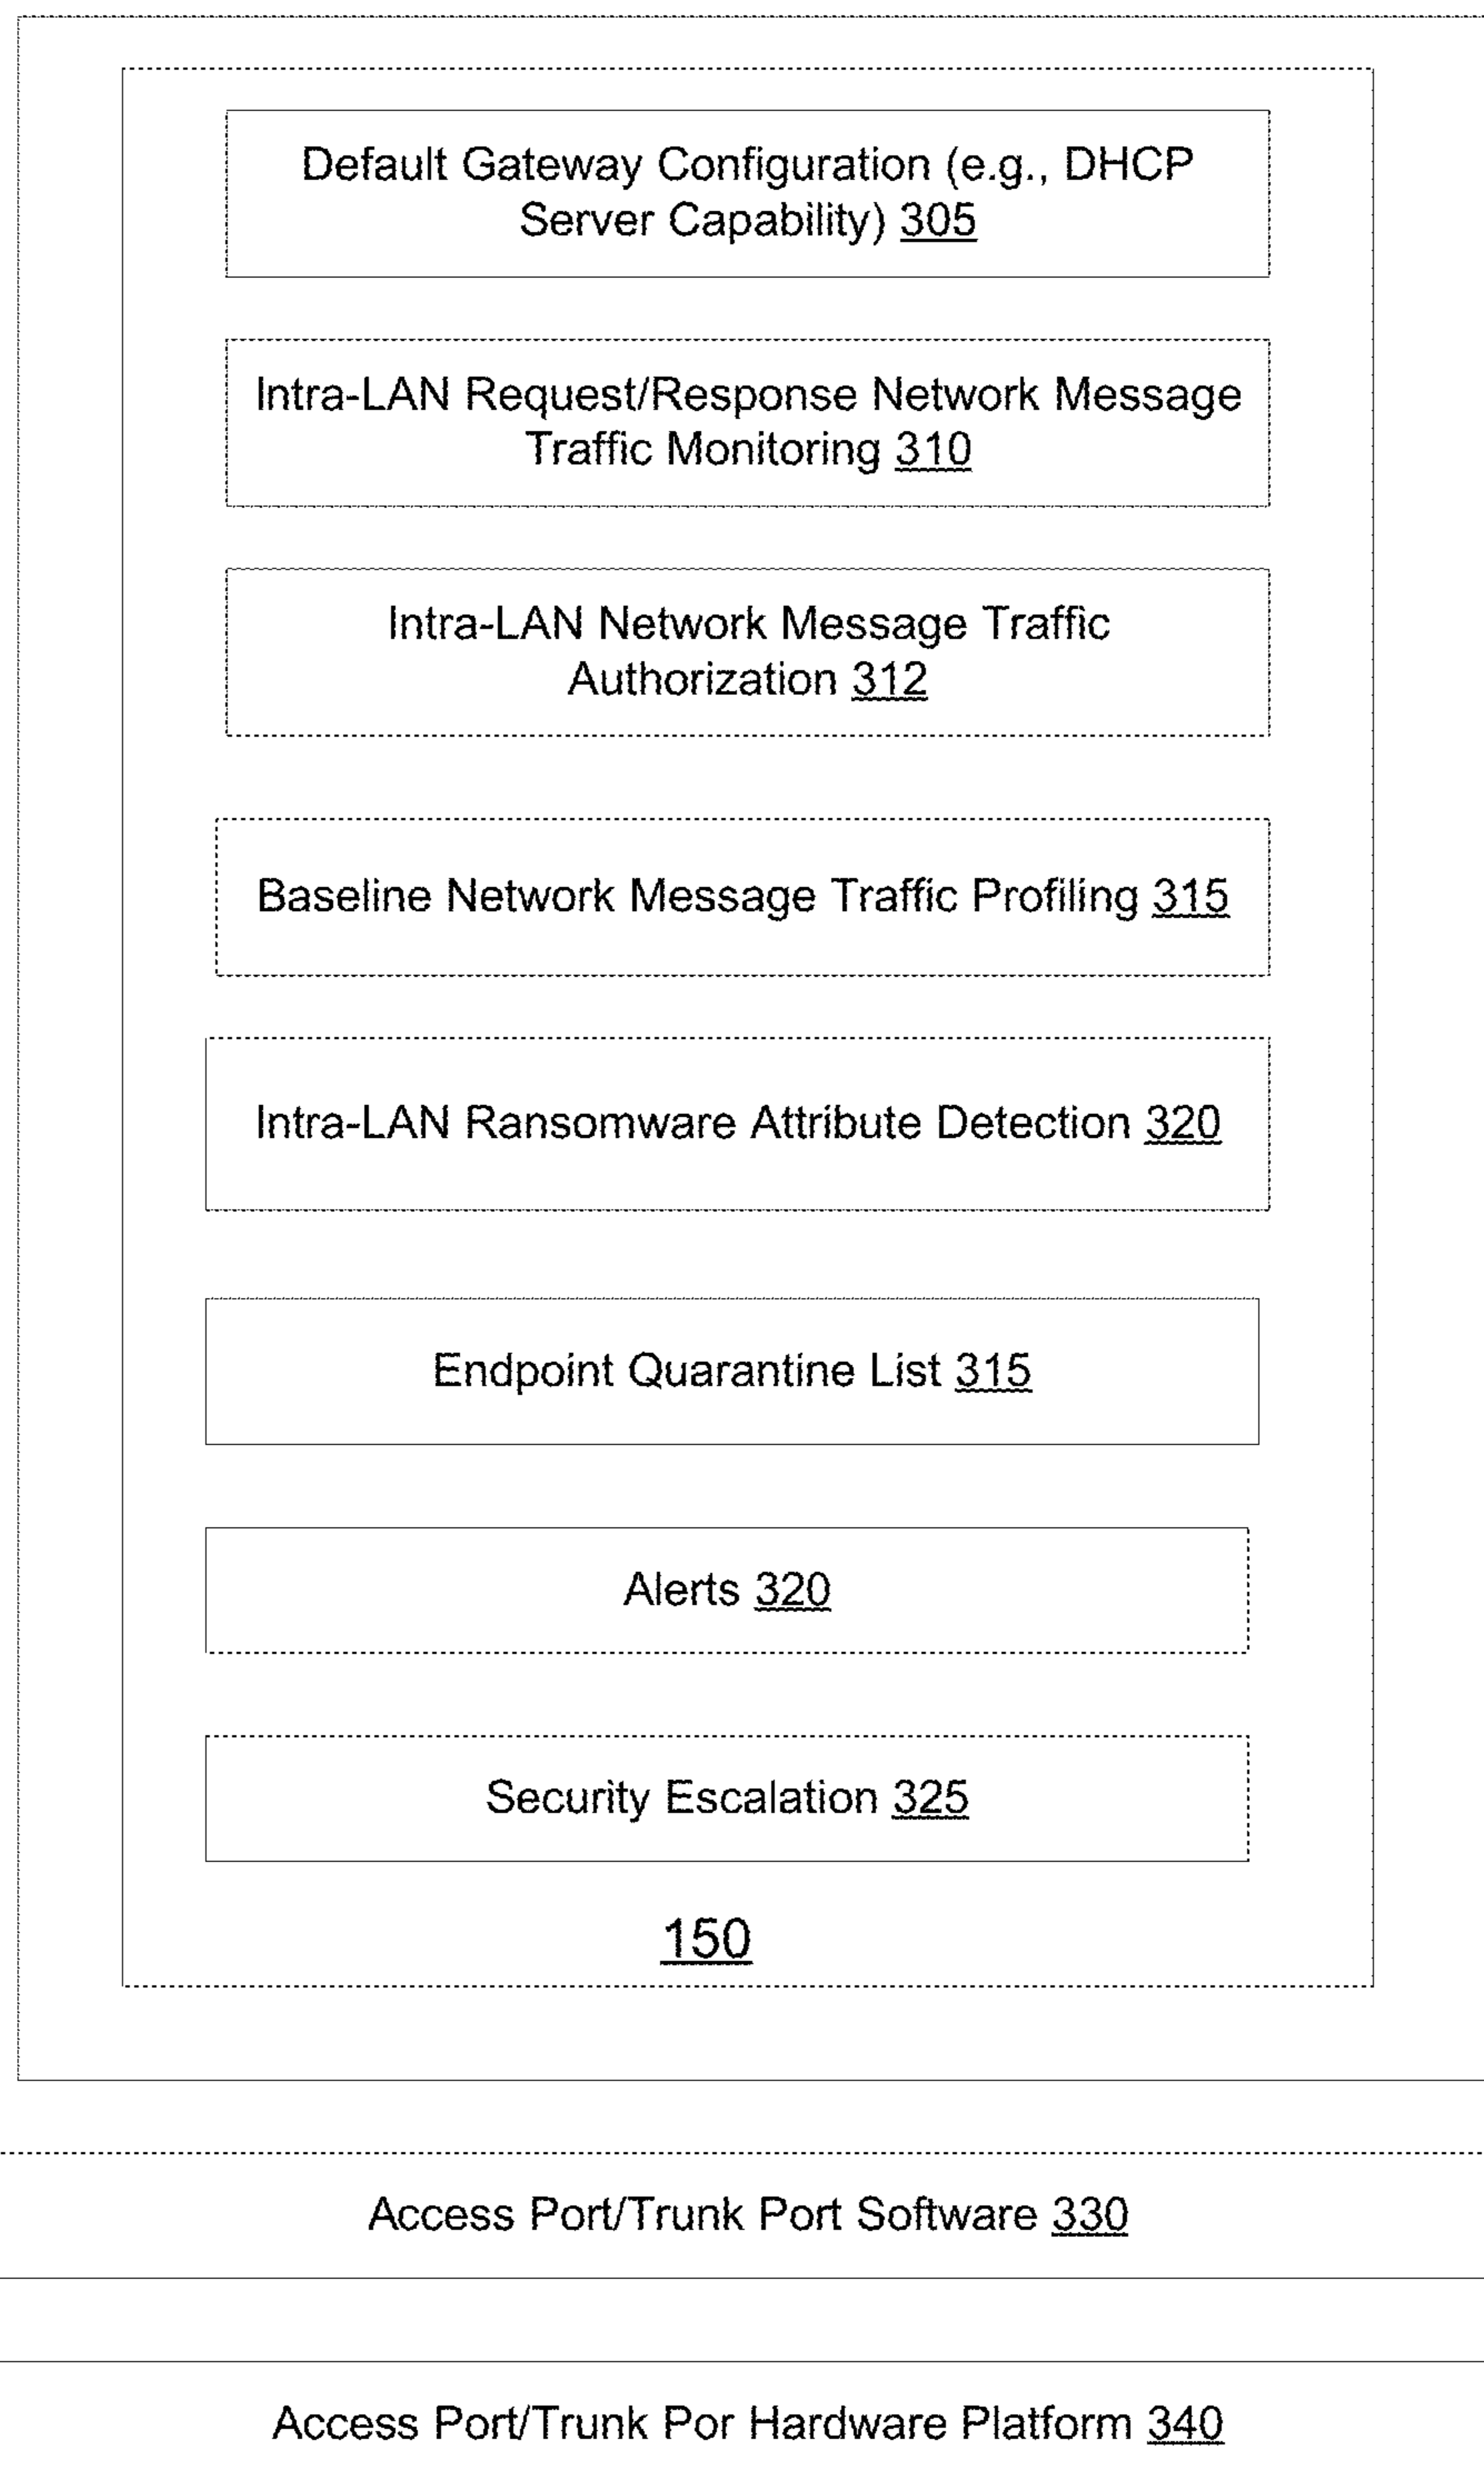 Default Gateway Configuration (e.g., DHCP
Server Capability) 305
Intra-LAN Request/Response Network Message
Traffic Monitoring 310
Intra-LAN Network Message Traffic
Authorization 312
Baseline Network Message Traffic Profiling 315
Intra-LAN Ransomware Attribute Detection 320
Endpoint Quarantine List 315
Alerts 320
Security Escalation 325
150
Access Port/Trunk Port Software 330
Access Port/Trunk Por Hardware Platform 340